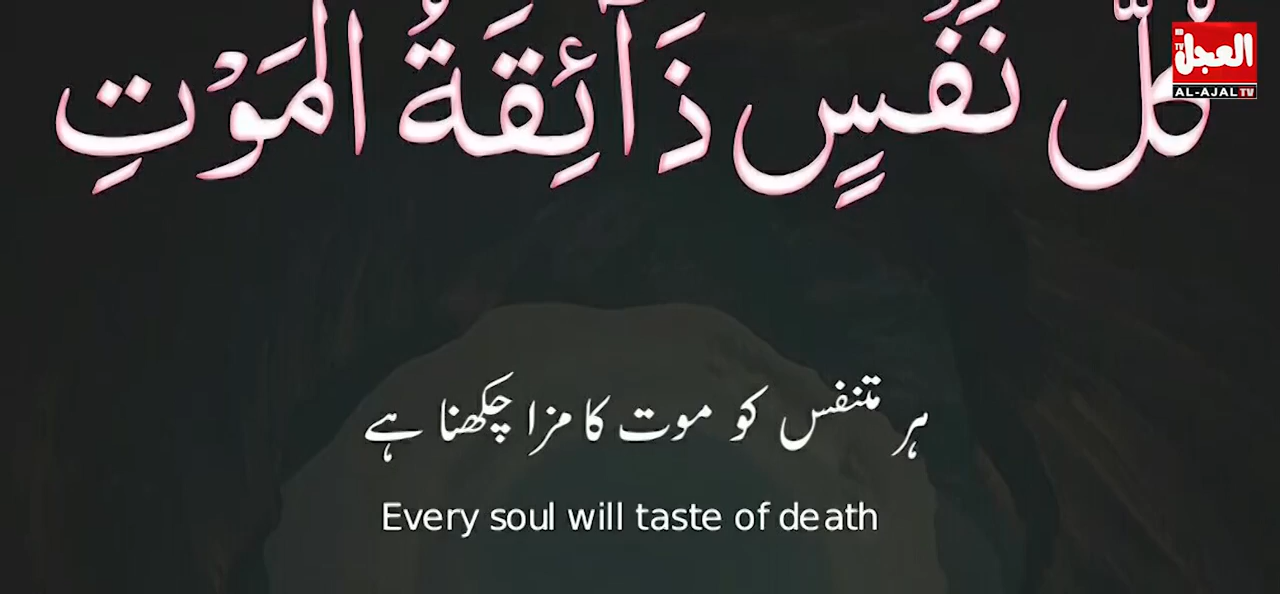 كُلُّ نَفْسٍ ذَآئِقَةُ الْمَوْتِ
العجل
AL-AJAL TV
ہر متنفس کو موت کا مزا چکھنا ہے
Every soul will taste of death